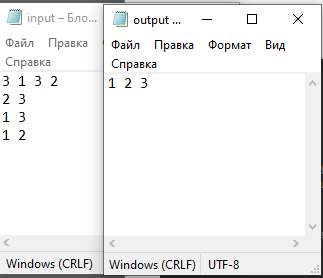 input – Бло...
Файл Правка
Справка
3 1 3 2
2 3
1 3
1 2
Windows (CRLF)
output ...
Файл Правка Формат Вид
Справка
1 2 3
Windows (CRLF) UTF-8